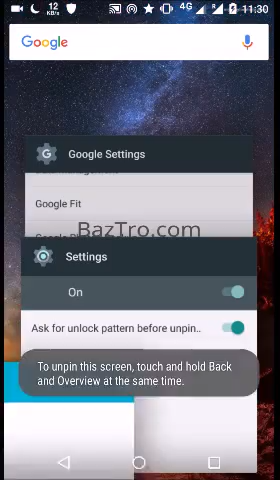 12
KB/s
4G
R
11:30
Google
Google Settings
Google Fit
BazTro.com
Settings
On
Ask for unlock pattern before unpin..
To unpin this screen, touch and hold Back
and Overview at the same time.